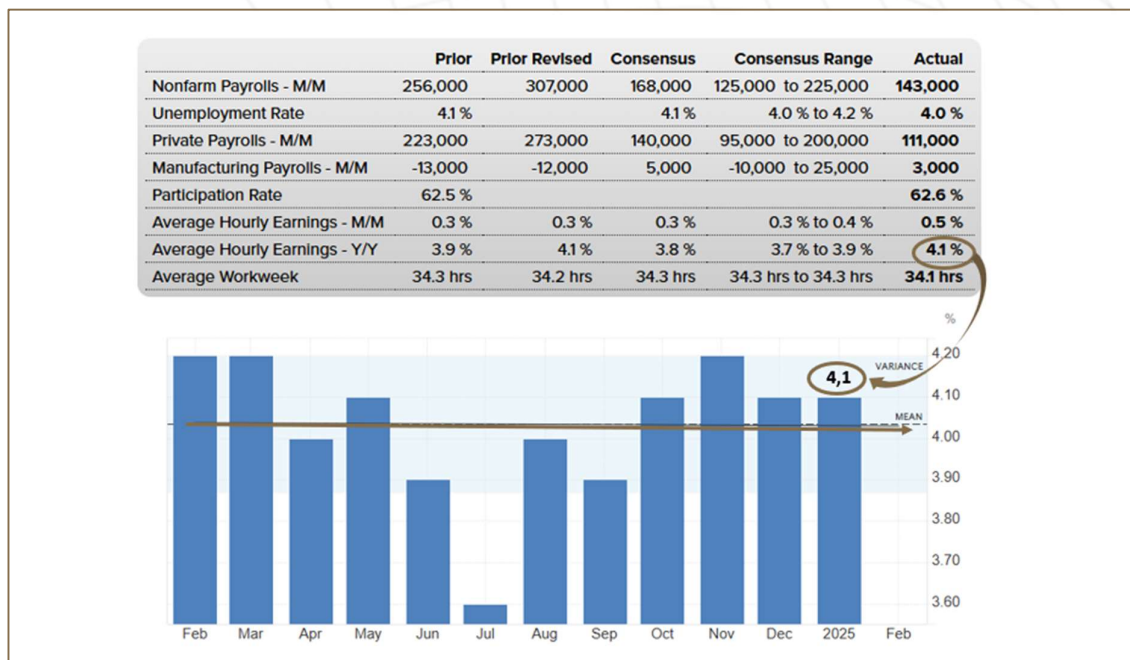 Prior Prior Revised Consensus Consensus Range Actual
Nonfarm Payrolls - M/M 256,000 307,000 168,000 125,000 to 225,000 143,000
Unemployment Rate 4.1 % 4.1 % 4.0 % to 4.2 % 4.0 %
Private Payrolls - M/M 223,000 273,000 140,000 95,000 to 200,000 111,000
Manufacturing Payrolls - M/M -13,000 -12,000 5,000 -10,000 to 25,000 3,000
Participation Rate 62.5 % 62.6 %
Average Hourly Earnings - M/M 0.3 % 0.3 % 0.3 % 0.3 % to 0.4 % 0.5 %
Average Hourly Earnings - Y/Y 3.9 % 4.1 % 3.8 % 3.7 % to 3.9 % 4.1 %
Average Workweek 34.3 hrs 34.2 hrs 34.3 hrs 34.3 hrs to 34.3 hrs 34.1 hrs
%
4.20
VARIANCE
4,1
4.10
MEAN
4.00
3.90
3.80
3.70
3.60
Feb Mar Apr May Jun Jul Aug Sep Oct Nov Dec 2025 Feb